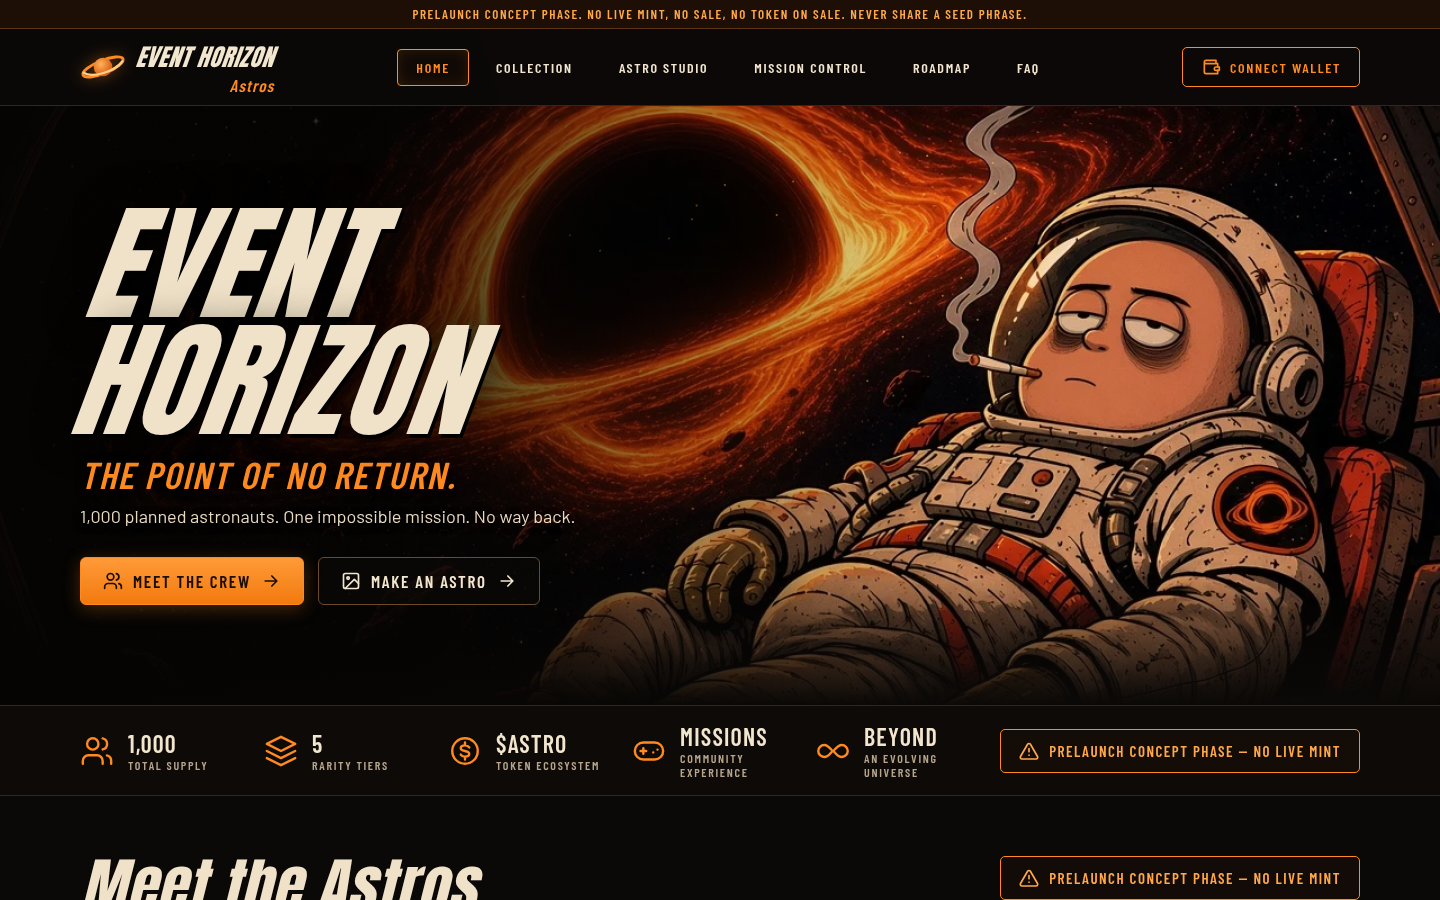 PRELAUNCH CONCEPT PHASE. NO LIVE MINT, NO SALE, NO TOKEN ON SALE. NEVER SHARE A SEED PHRASE.
EVENT HORIZON
Astros
HOME
COLLECTION
ASTRO STUDIO
MISSION CONTROL
ROADMAP
FAQ
CONNECT WALLET
EVENT
HORIZON
THE POINT OF NO RETURN.
1,000 planned astronauts. One impossible mission. No way back.
MEET THE CREW
MAKE AN ASTRO
1,000
TOTAL SUPPLY
5
RARITY TIERS
$ASTRO
TOKEN ECOSYSTEM
MISSIONS
COMMUNITY
EXPERIENCE
BEYOND
AN EVOLVING
UNIVERSE
PRELAUNCH CONCEPT PHASE – NO LIVE MINT
Meet the Astros
PRELAUNCH CONCEPT PHASE – NO LIVE MINT